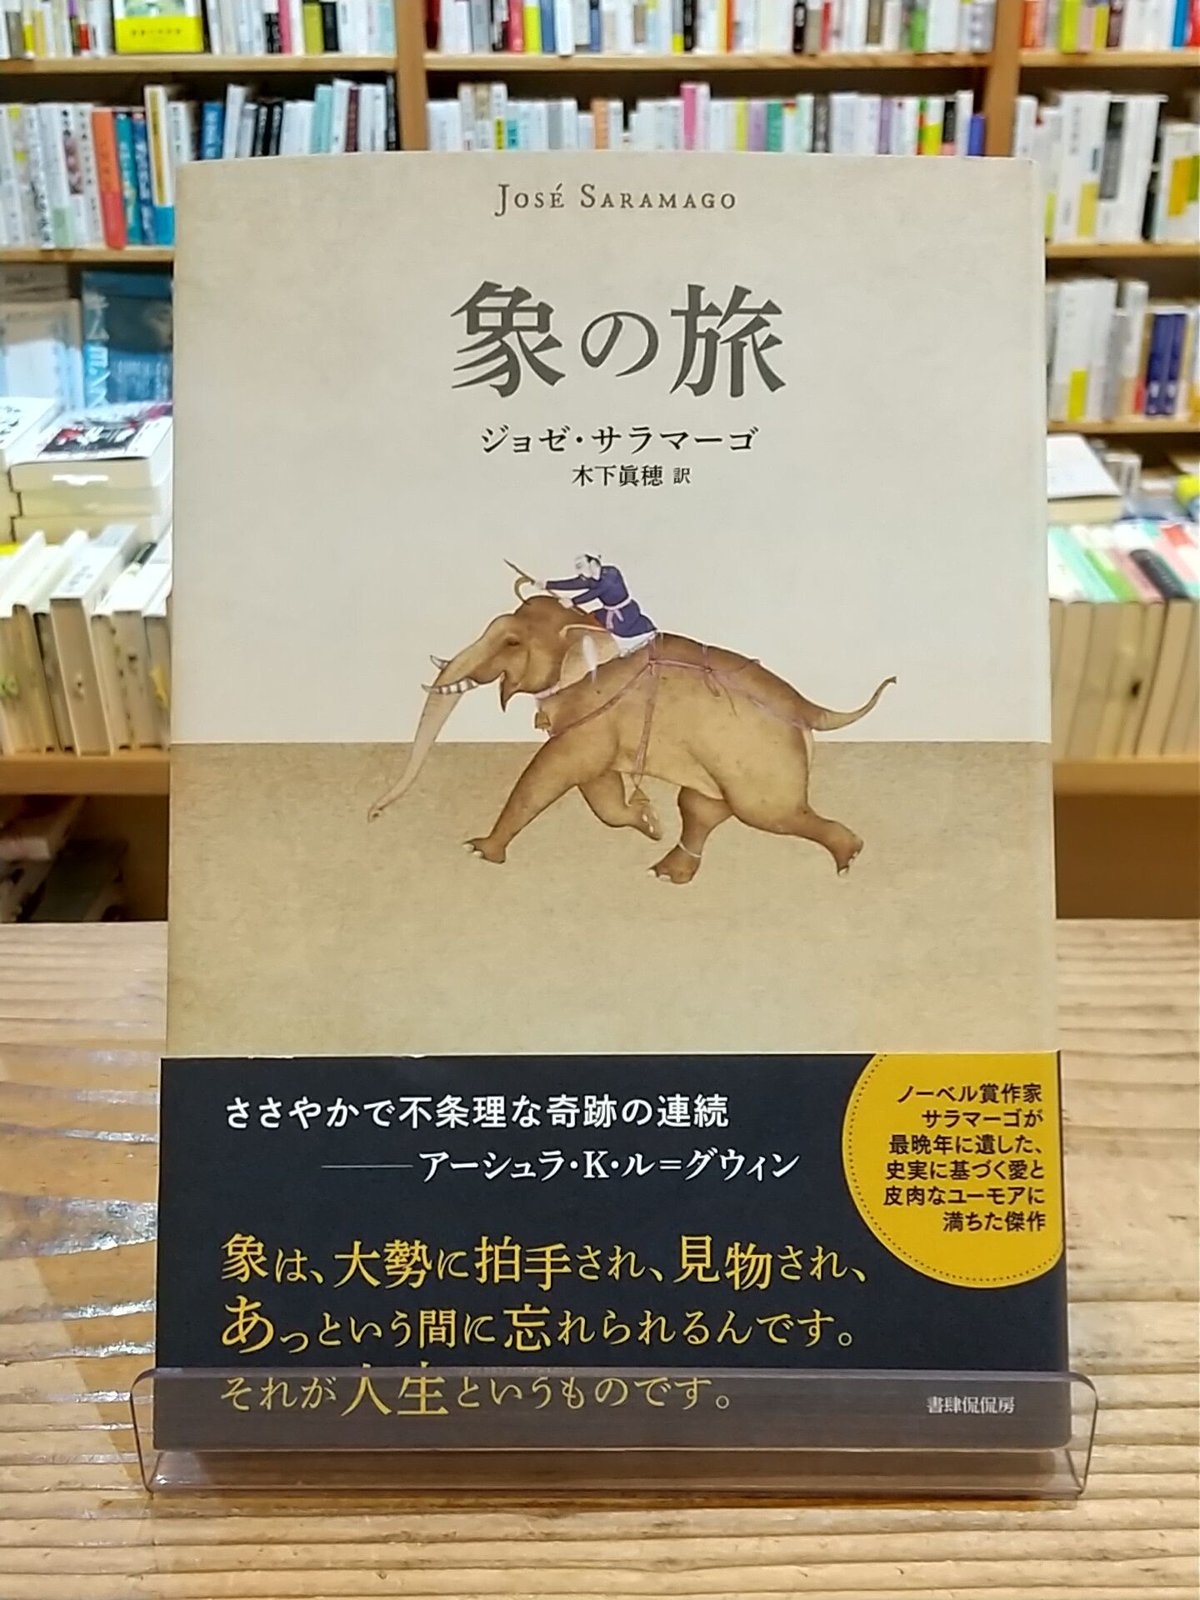 JOSÉ SARAMAGO
象の旅
ジョゼ・サラマーゴ
木下眞穂 訳
ささやかで不条理な奇跡の連続
――アーシュラ・K・ル=グウィン
ノーベル賞作家
サラマーゴが
最晩年に遺した、
史実に基づく愛と
皮肉なユーモアに
満ちた傑作
象は、大勢に拍手され、見物され、
あっという間に忘れられるんです。
それが人生というものです。
書肆侃侃房